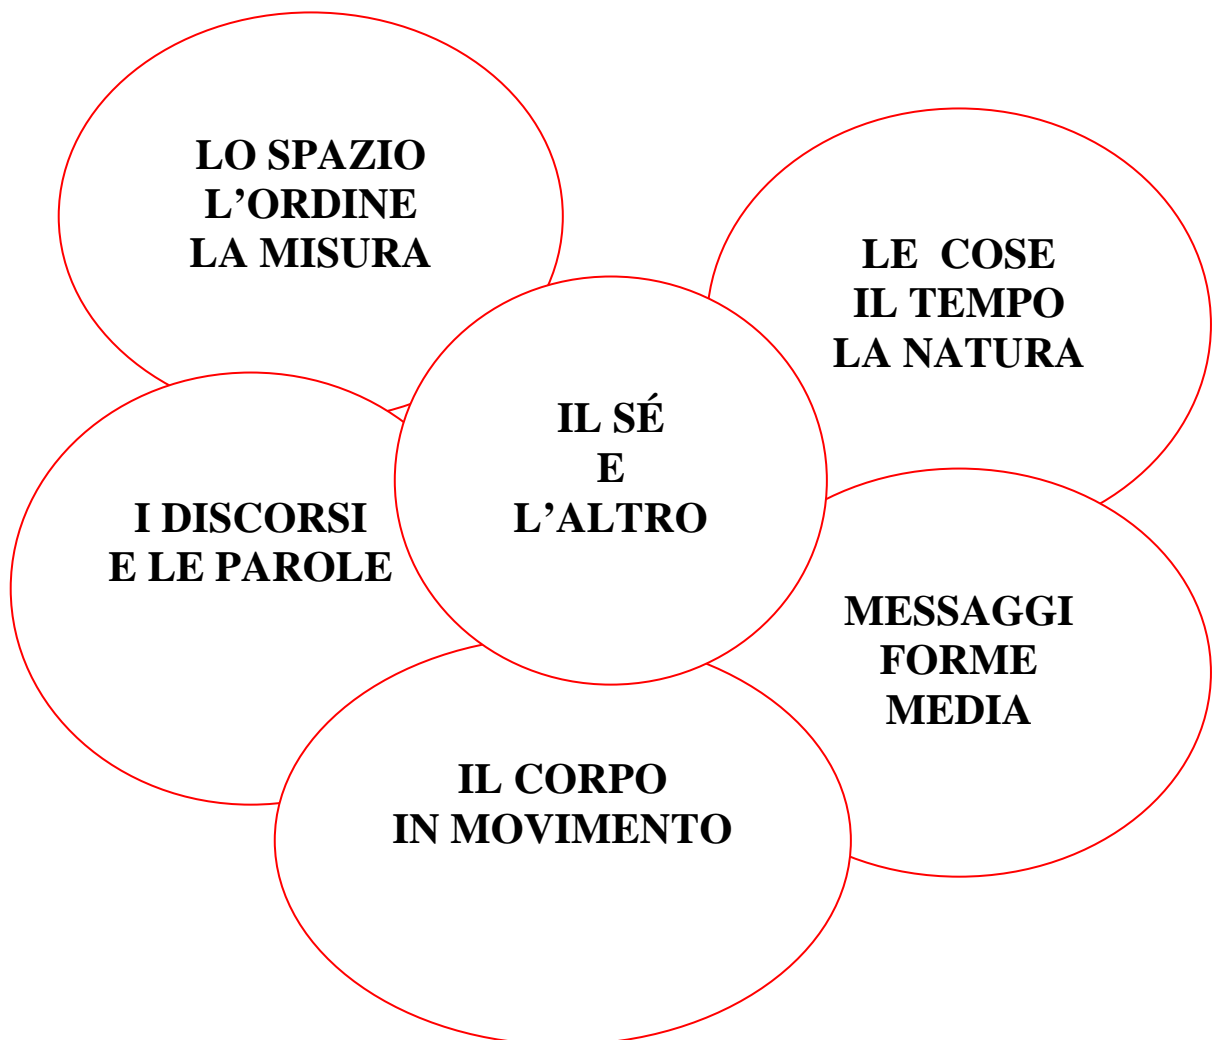 LO SPAZIO
L’ORDINE
LA MISURA
LE COSE
IL TEMPO
LA NATURA
IL SÉ
E
L’ALTRO
I DISCORSI
E LE PAROLE
MESSAGGI
FORME
MEDIA
IL CORPO
IN MOVIMENTO